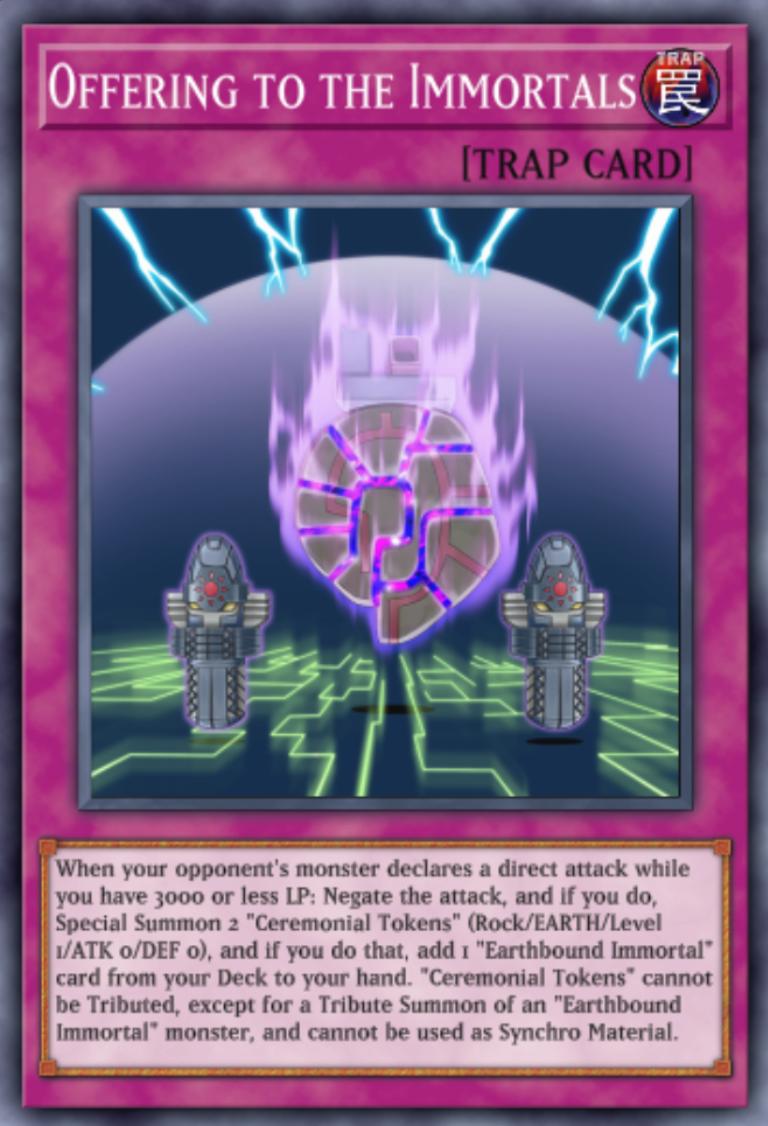 OFFERING TO THE IMMORTALS
TRAP
罠
[TRAP CARD]
When your opponent's monster declares a direct attack while
you have 3000 or less LP: Negate the attack, and if you do,
Special Summon 2 "Ceremonial Tokens" (Rock/EARTH/Level
1/ATK 0/DEF 0), and if you do that, add 1 "Earthbound Immortal"
card from your Deck to your hand. "Ceremonial Tokens" cannot
be Tributed, except for a Tribute Summon of an "Earthbound
Immortal" monster, and cannot be used as Synchro Material.